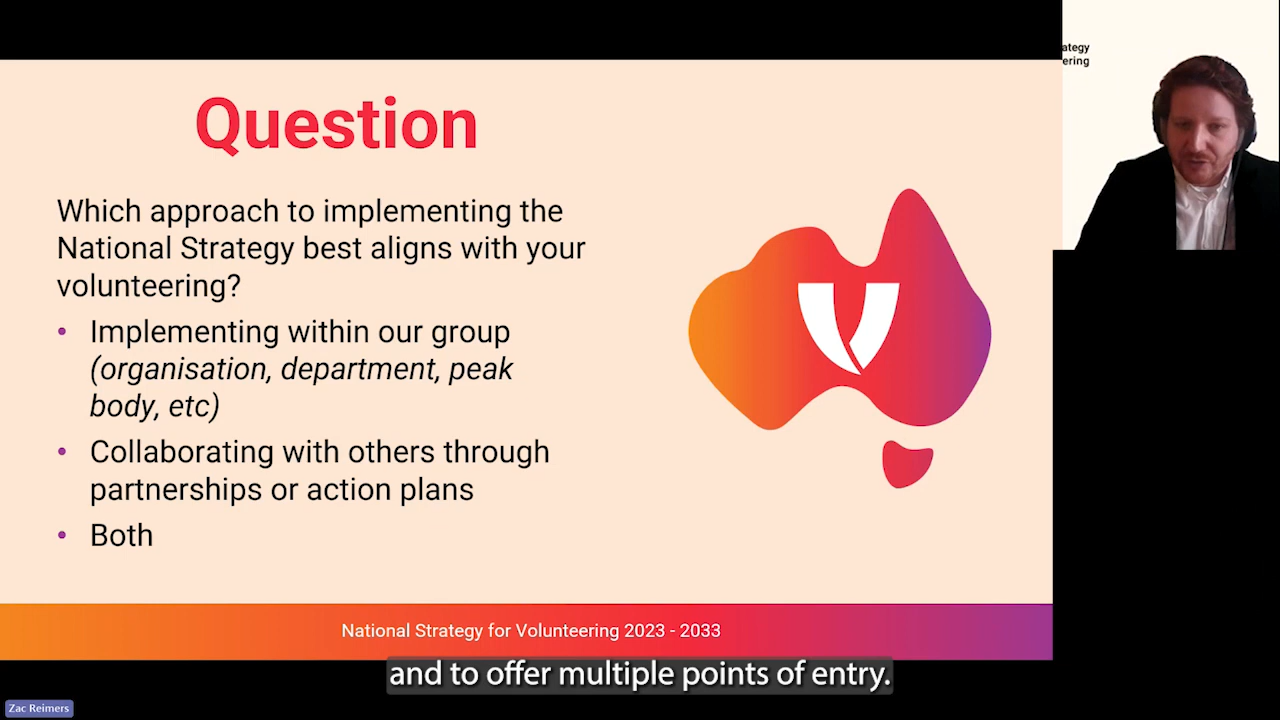 Question
Which approach to implementing the
National Strategy best aligns with your
volunteering?
• Implementing within our group
(organisation, department, peak
body, etc)
• Collaborating with others through
partnerships or action plans
• Both
National Strategy for Volunteering 2023 - 2033
and to offer multiple points of entry.
Zac Reimers
ategy
ering